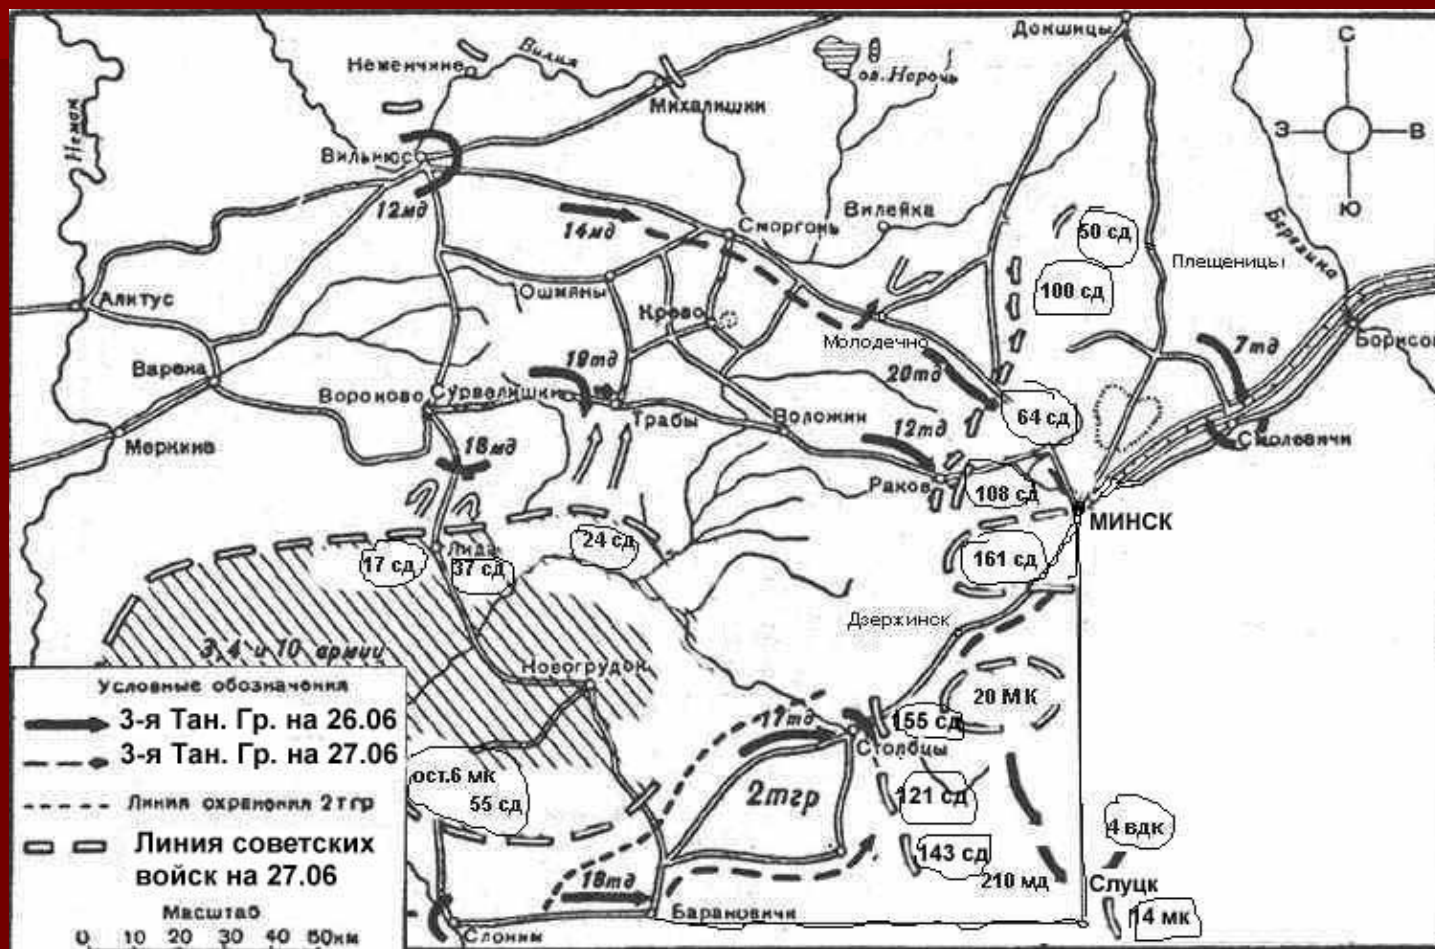 Докшицы
С
Вилия
Неменчине
оз. Нарочь
Михалишки
Неман
З
В
Вильнюс
Ю
12мд
14мд
Сморгонь
Вилейка
50 сд
Березина
Плещеницы
100 сд
Алитус
Ошмяны
Крево
Молодечно
7тд
Борисов
19тд
20тд
Варена
Вороново
Сурвалишки
Трабы
Воложин
64 сд
Смолевичи
Меркине
18мд
12тд
Раков
108 сд
МИНСК
24 сд
17 сд
Лида
37 сд
161 сд
Дзержинск
3, 4 и 10 армии
Новогрудок
20 МК
17тд
155 сд
Столбцы
ост.6 мк
55 сд
2тгр
121 сд
4 вдк
143 сд
210 мд
18тд
Слуцк
14 мк
Барановичи
Слоним
Условные обозначения
3-я Тан. Гр. на 26.06
3-я Тан. Гр. на 27.06
Линия охранения 2тгр
Линия советских
войск на 27.06
Масштаб
0 10 20 30 40 50км